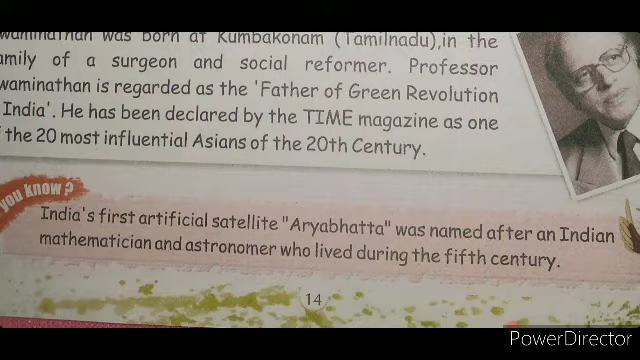 waminathan was born at Kumbakonam (Tamilnadu),in the
amily of a surgeon and social reformer. Professor
waminathan is regarded as the 'Father of Green Revolution
India'. He has been declared by the TIME magazine as one
the 20 most influential Asians of the 20th Century.
you know ?
India's first artificial satellite "Aryabhatta" was named after an Indian
mathematician and astronomer who lived during the fifth century.
14
PowerDirector